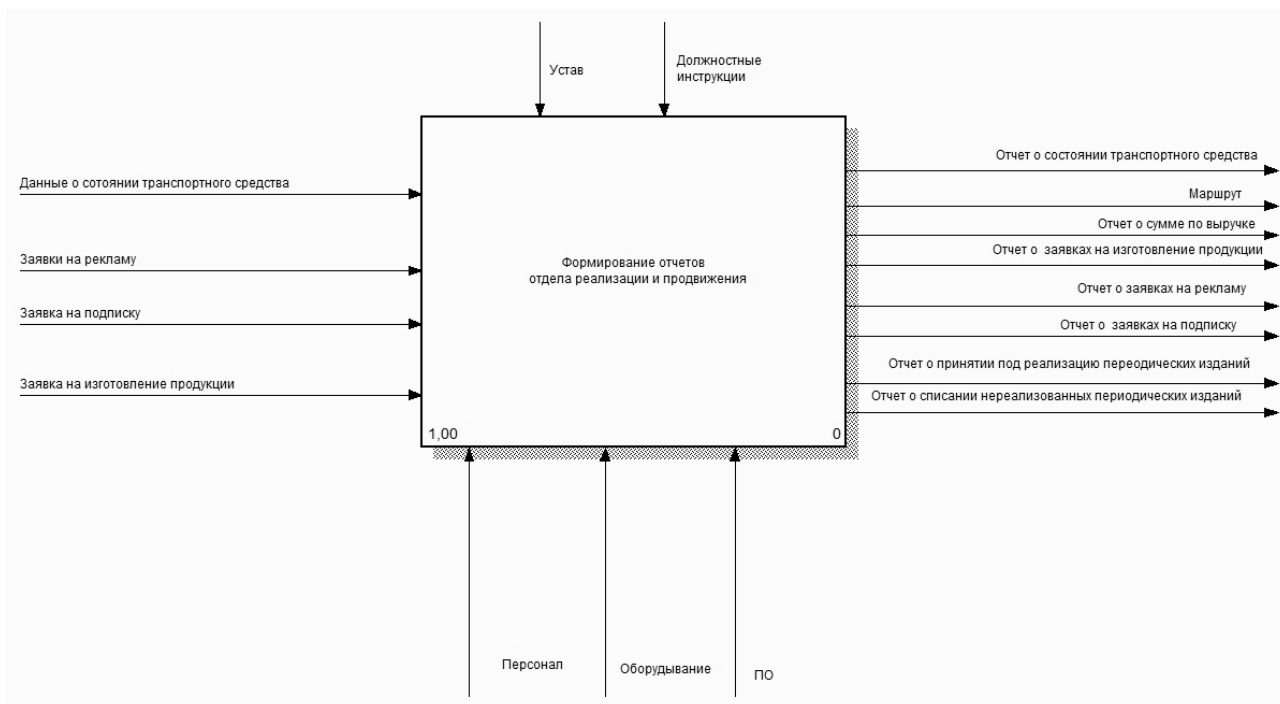 Устав
Должностные
инструкции
Данные о сотоянии транспортного средства
Заявки на рекламу
Заявка на подписку
Заявка на изготовление продукции
Формирование отчетов
отдела реализации и продвижения
1,00
0
Отчет о состоянии транспортного средства
Маршрут
Отчет о сумме по выручке
Отчет о заявках на изготовление продукции
Отчет о заявках на рекламу
Отчет о заявках на подписку
Отчет о принятии под реализацию переодических изданий
Отчет о списании нереализованных периодических изданий
Персонал
Оборудывание
ПО